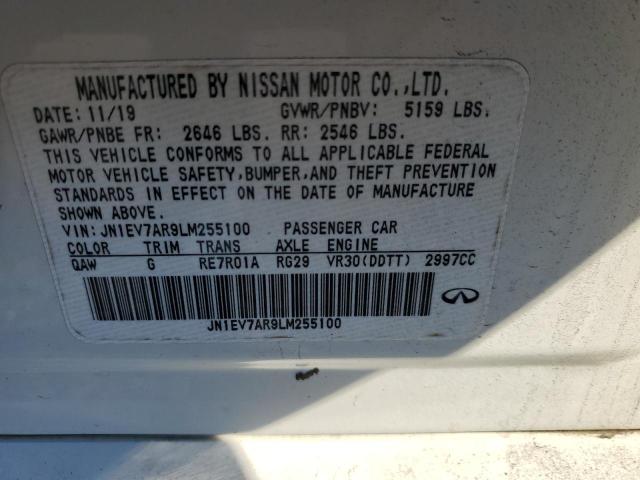 MANUFACTURED BY NISSAN MOTOR CO.,LTD.
DATE: 11/19 GVWR/PNBV: 5159 LBS.
GAWR/PNBE FR: 2646 LBS. RR: 2546 LBS.
THIS VEHICLE CONFORMS TO ALL APPLICABLE FEDERAL
MOTOR VEHICLE SAFETY,BUMPER,AND THEFT PREVENTION
STANDARDS IN EFFECT ON THE DATE OF MANUFACTURE
SHOWN ABOVE.
VIN: JN1EV7AR9LM255100 PASSENGER CAR
COLOR TRIM TRANS AXLE ENGINE
QAW G RE7R01A RG29 VR30(DDTT) 2997CC
JN1EV7AR9LM255100